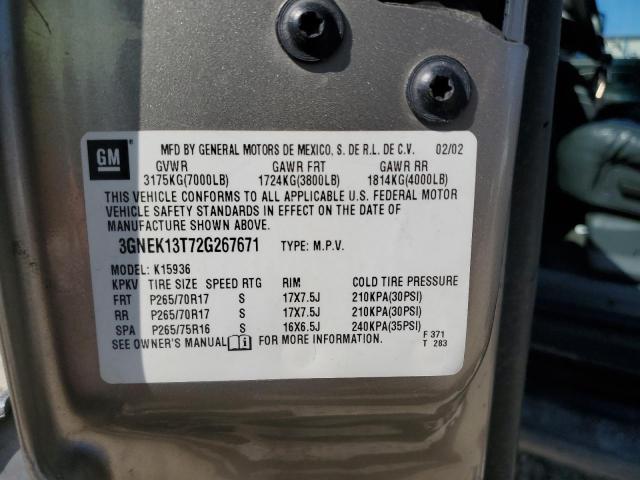 GM
MFD BY GENERAL MOTORS DE MEXICO, S. DE R.L. DE C.V. 02/02
GVWR GAWR FRT GAWR RR
3175KG(7000LB) 1724KG(3800LB) 1814KG(4000LB)
THIS VEHICLE CONFORMS TO ALL APPLICABLE U.S. FEDERAL MOTOR
VEHICLE SAFETY STANDARDS IN EFFECT ON THE DATE OF
MANUFACTURE SHOWN ABOVE.
3GNEK13T72G267671 TYPE: M.P.V.
MODEL: K15936
KPKV TIRE SIZE SPEED RTG RIM COLD TIRE PRESSURE
FRT P265/70R17 S 17X7.5J 210KPA(30PSI)
RR P265/70R17 S 17X7.5J 210KPA(30PSI)
SPA P265/75R16 S 16X6.5J 240KPA(35PSI)
SEE OWNER'S MANUAL FOR MORE INFORMATION.
F 371
T 283